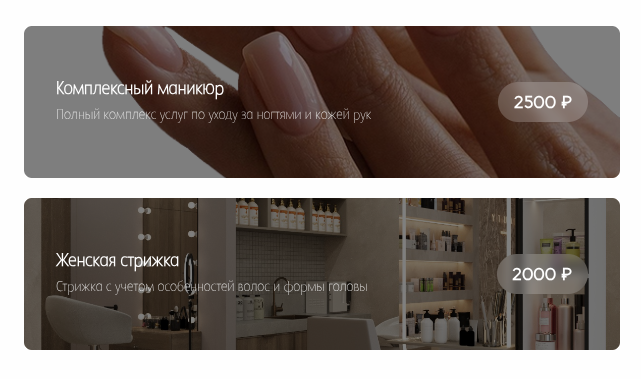 Комплексный маникюр
Полный комплекс услуг по уходу за ногтями и кожей рук
2500 ₽
Женская стрижка
Стрижка с учетом особенностей волос и формы головы
2000 ₽